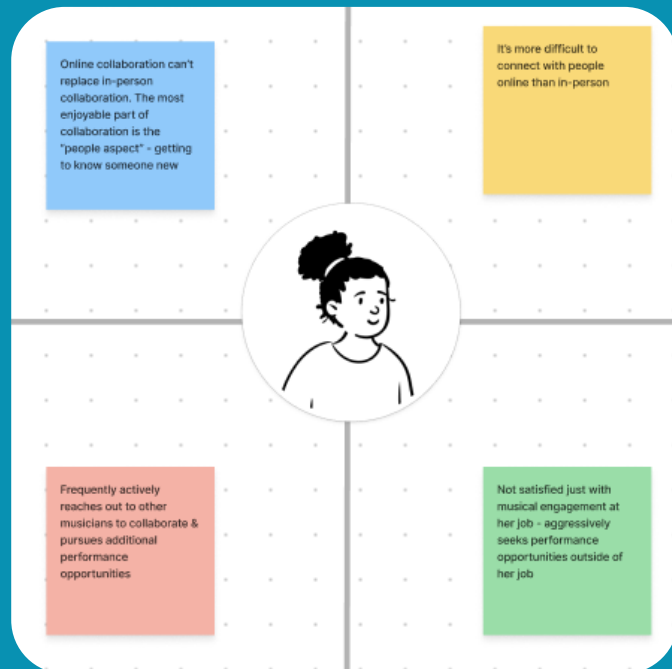 Online collaboration can't
replace in-person
collaboration. The most
enjoyable part of
collaboration is the
"people aspect" - getting
to know someone new
It's more difficult to
connect with people
online than in-person
Frequently actively
reaches out to other
musicians to collaborate &
pursues additional
performance
opportunities
Not satisfied just with
musical engagement at
her job - aggressively
seeks performance
opportunities outside of
her job